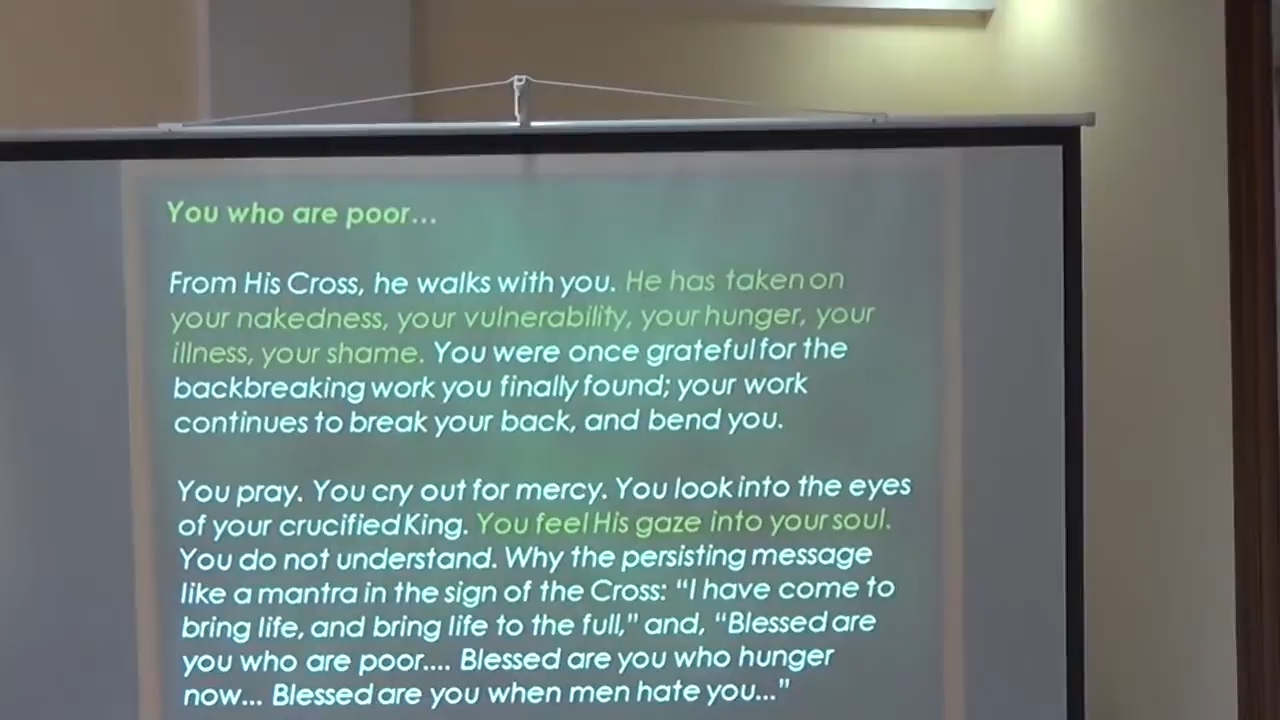 You who are poor...
From His Cross, he walks with you. He has taken on
your nakedness, your vulnerability, your hunger, your
illness, your shame. You were once grateful for the
backbreaking work you finally found; your work
continues to break your back, and bend you.
You pray. You cry out for mercy. You look into the eyes
of your crucified King. You feel His gaze into your soul.
You do not understand. Why the persisting message
like a mantra in the sign of the Cross: “I have come to
bring life, and bring life to the full,” and, “Blessed are
you who are poor.... Blessed are you who hunger
now... Blessed are you when men hate you...”